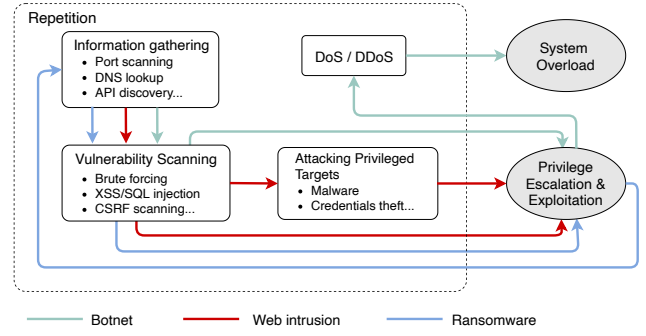 Repetition
Information gathering
• Port scanning
• DNS lookup
• API discovery...
DoS / DDoS
System
Overload
Vulnerability Scanning
• Brute forcing
• XSS/SQL injection
• CSRF scanning...
Attacking Privileged
Targets
• Malware
• Credentials theft...
Privilege
Escalation &
Exploitation
Botnet
Web intrusion
Ransomware